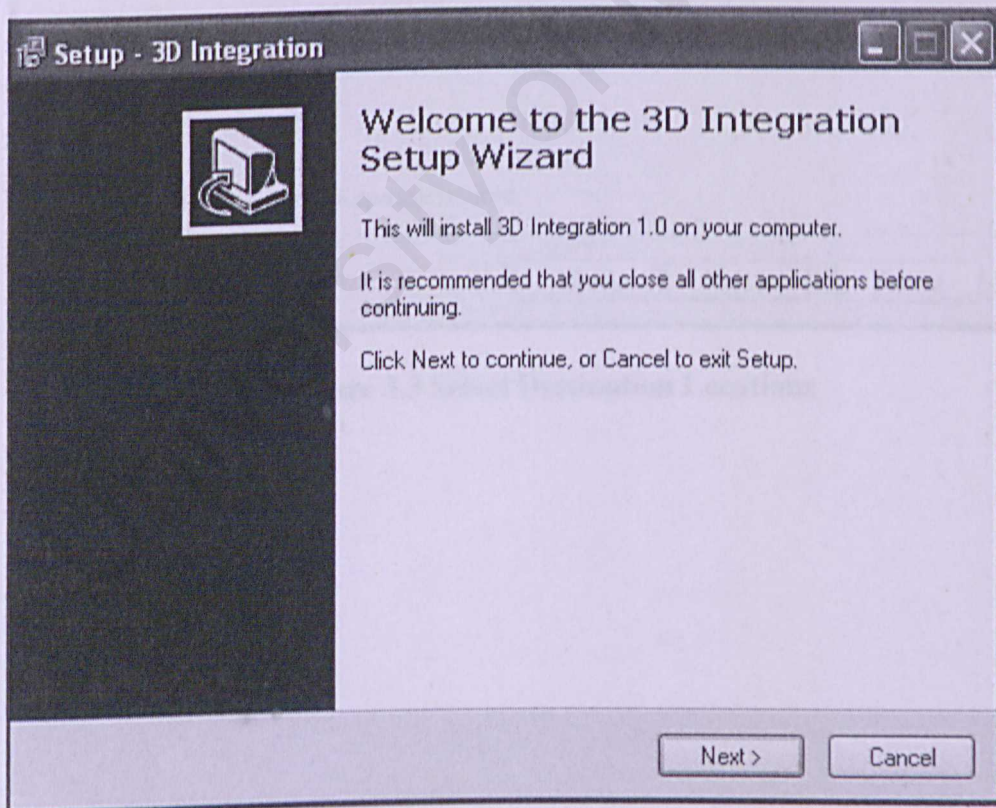 Setup - 3D Integration
Welcome to the 3D Integration
Setup Wizard
This will install 3D Integration 1.0 on your computer.
It is recommended that you close all other applications before
continuing.
Click Next to continue, or Cancel to exit Setup.
Next >
Cancel